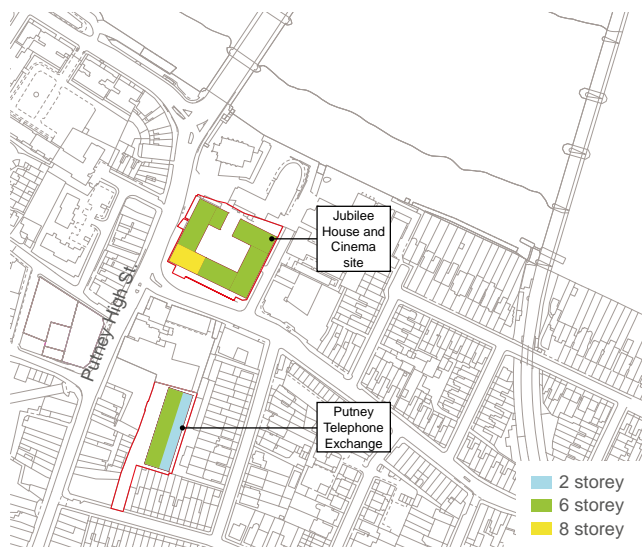 Jubilee
House and
Cinema
site
Putney High St.
Putney
Telephone
Exchange
2 storey
6 storey
8 storey